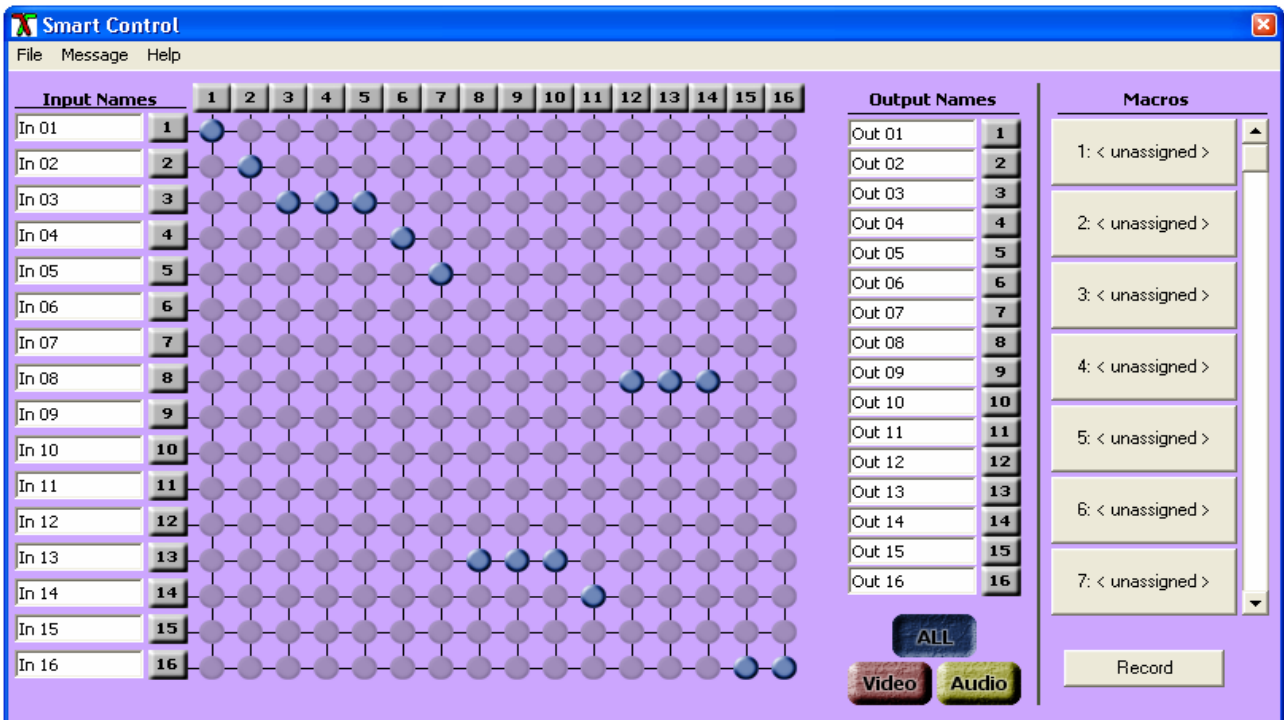 Smart Control
File Message Help
Input Names
1 2 3 4 5 6 7 8 9 10 11 12 13 14 15 16
In 01 1
In 02 2
In 03 3
In 04 4
In 05 5
In 06 6
In 07 7
In 08 8
In 09 9
In 10 10
In 11 11
In 12 12
In 13 13
In 14 14
In 15 15
In 16 16
Output Names
Out 01 1
Out 02 2
Out 03 3
Out 04 4
Out 05 5
Out 06 6
Out 07 7
Out 08 8
Out 09 9
Out 10 10
Out 11 11
Out 12 12
Out 13 13
Out 14 14
Out 15 15
Out 16 16
ALL
Video Audio
Macros
1: < unassigned >
2: < unassigned >
3: < unassigned >
4: < unassigned >
5: < unassigned >
6: < unassigned >
7: < unassigned >
Record